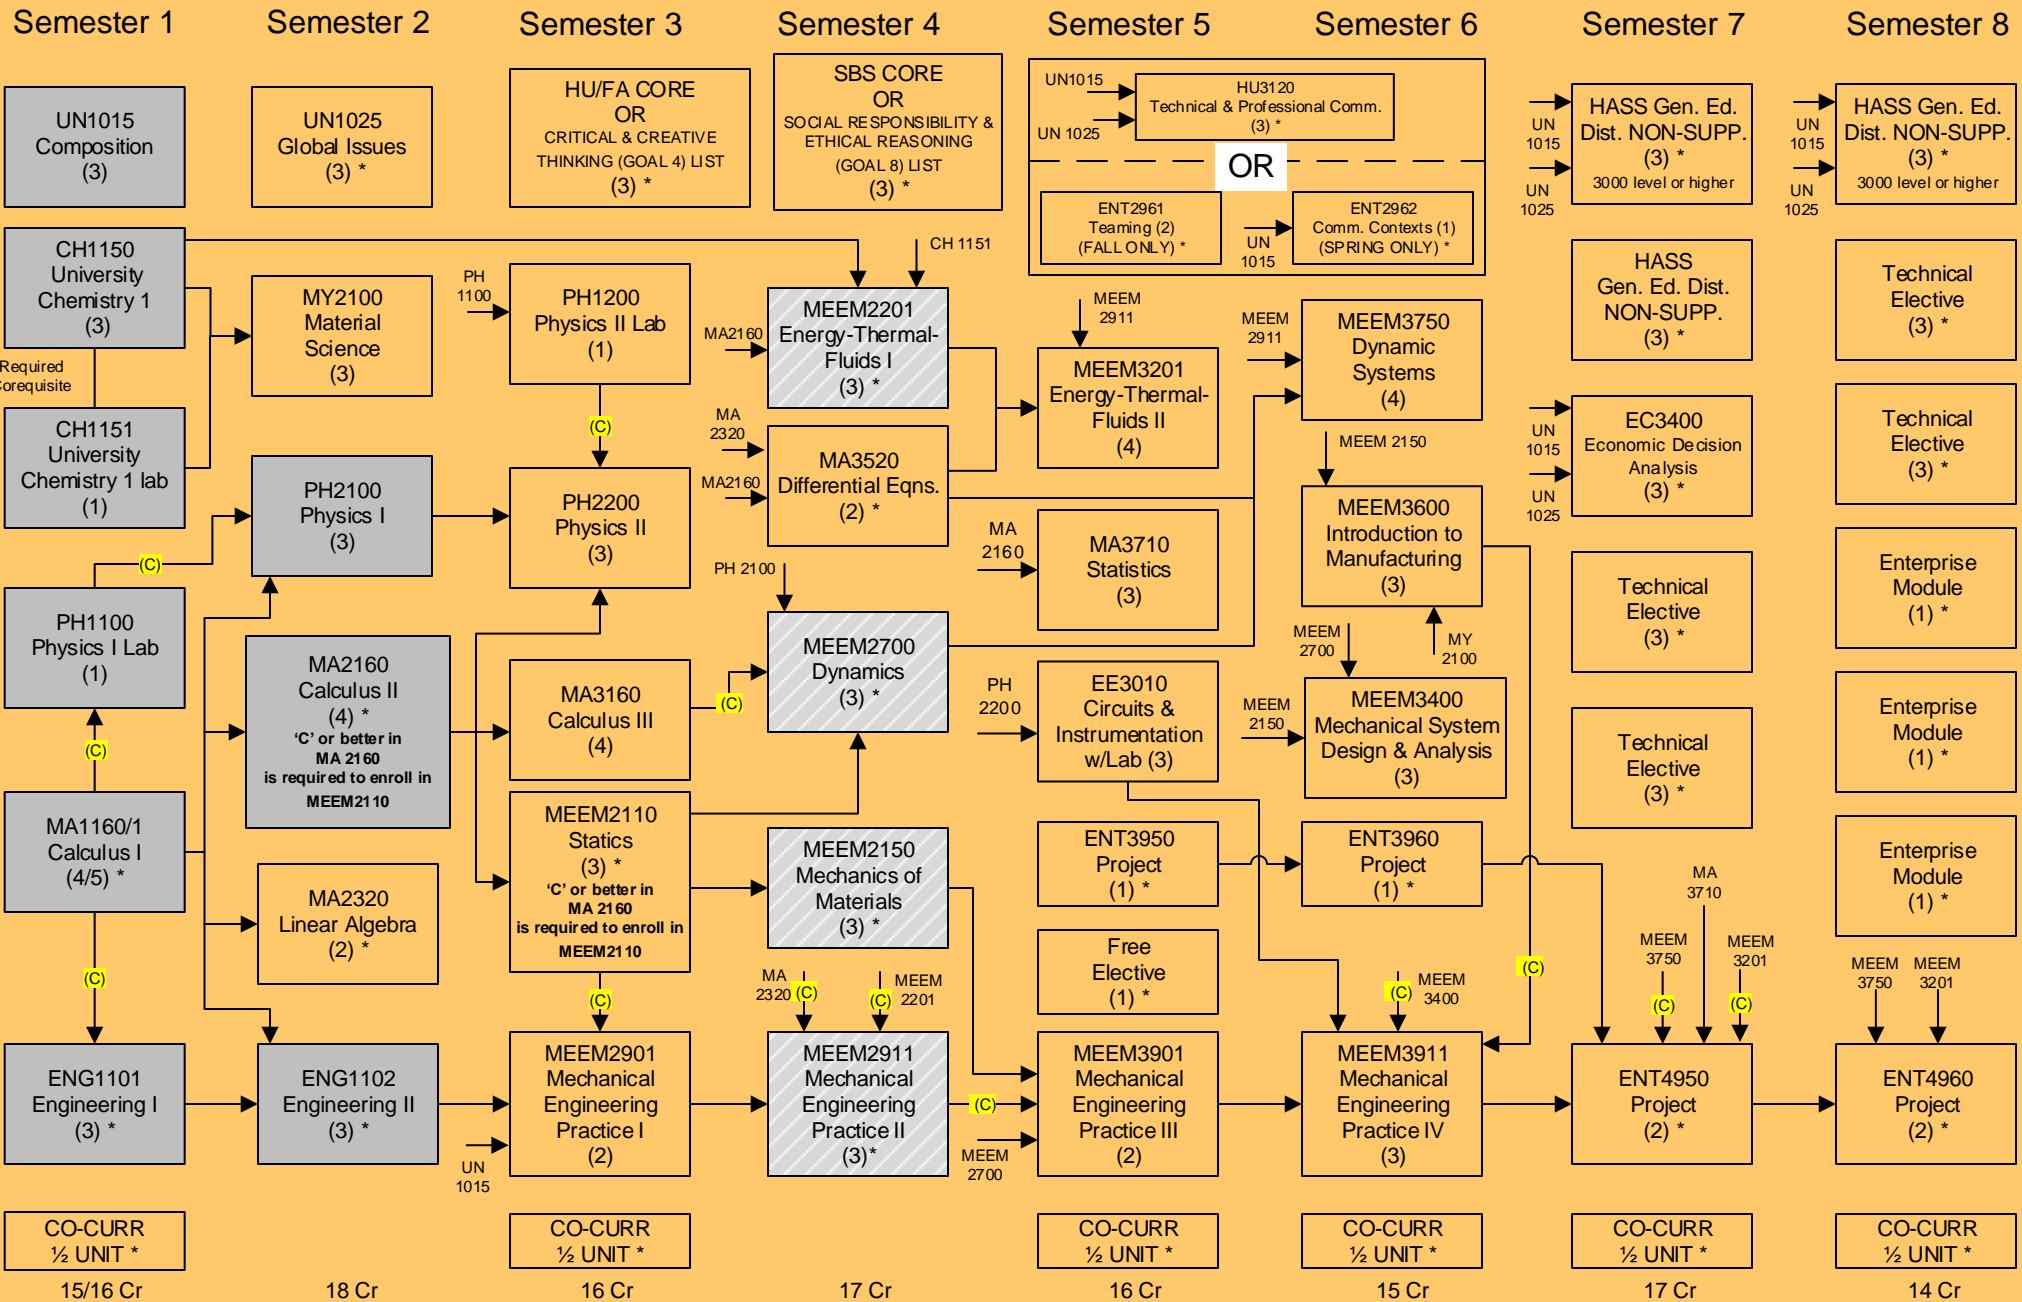 Semester 1
UN1015
Composition
(3)
CH1150
University
Chemistry 1
(3)
Required
Corequisite
CH1151
University
Chemistry 1 lab
(1)
(C)
PH1100
Physics I Lab
(1)
(C)
MA1160/1
Calculus I
(4/5) *
(C)
ENG1101
Engineering I
(3) *
CO-CURR
½ UNIT *
15/16 Cr
Semester 2
UN1025
Global Issues
(3) *
MY2100
Material
Science
(3)
PH2100
Physics I
(3)
MA2160
Calculus II
(4) *
‘C’ or better in
MA 2160
is required to enroll in
MEEM2110
MA2320
Linear Algebra
(2) *
ENG1102
Engineering II
(3) *
18 Cr
Semester 3
HU/FA CORE
OR
CRITICAL & CREATIVE
THINKING (GOAL 4) LIST
(3) *
PH
1100
PH1200
Physics II Lab
(1)
(C)
PH2200
Physics II
(3)
MA3160
Calculus III
(4)
(C)
MEEM2110
Statics
(3) *
‘C’ or better in
MA 2160
is required to enroll in
MEEM2110
(C)
MEEM2901
Mechanical
Engineering
Practice I
(2)
UN
1015
CO-CURR
½ UNIT *
16 Cr
Semester 4
SBS CORE
OR
SOCIAL RESPONSIBILITY &
ETHICAL REASONING
(GOAL 8) LIST
(3) *
CH 1151
MA2160
MEEM2201
Energy-Thermal-
Fluids I
(3) *
MA
2320
MA2160
MA3520
Differential Eqns.
(2) *
PH 2100
MEEM2700
Dynamics
(3) *
MEEM2150
Mechanics of
Materials
(3) *
MA
2320
(C)
(C)
MEEM
2201
MEEM2911
Mechanical
Engineering
Practice II
(3)*
(C)
17 Cr
Semester 5
Semester 6
UN1015
UN 1025
HU3120
Technical & Professional Comm.
(3) *
OR
ENT2961
Teaming (2)
(FALL ONLY) *
UN
1015
ENT2962
Comm. Contexts (1)
(SPRING ONLY) *
MEEM
2911
MEEM3201
Energy-Thermal-
Fluids II
(4)
MA
2160
MA3710
Statistics
(3)
PH
2200
EE3010
Circuits &
Instrumentation
w/Lab (3)
ENT3950
Project
(1) *
Free
Elective
(1) *
MEEM
2700
MEEM3901
Mechanical
Engineering
Practice III
(2)
CO-CURR
½ UNIT *
16 Cr
MEEM
2911
MEEM3750
Dynamic
Systems
(4)
MEEM 2150
MEEM3600
Introduction to
Manufacturing
(3)
MEEM
2700
MY
2100
MEEM
2150
MEEM3400
Mechanical System
Design & Analysis
(3)
ENT3960
Project
(1) *
(C)
MEEM
3400
(C)
MEEM3911
Mechanical
Engineering
Practice IV
(3)
CO-CURR
½ UNIT *
15 Cr
Semester 7
UN
1015
UN
1025
HASS Gen. Ed.
Dist. NON-SUPP.
(3) *
3000 level or higher
HASS
Gen. Ed. Dist.
NON-SUPP.
(3) *
UN
1015
UN
1025
EC3400
Economic Decision
Analysis
(3) *
Technical
Elective
(3) *
Technical
Elective
(3) *
MA
3710
MEEM
3750
(C)
MEEM
3201
(C)
ENT4950
Project
(2) *
CO-CURR
½ UNIT *
17 Cr
Semester 8
UN
1015
UN
1025
HASS Gen. Ed.
Dist. NON-SUPP.
(3) *
3000 level or higher
Technical
Elective
(3) *
Technical
Elective
(3) *
Enterprise
Module
(1) *
Enterprise
Module
(1) *
Enterprise
Module
(1) *
MEEM
3750
MEEM
3201
ENT4960
Project
(2) *
CO-CURR
½ UNIT *
14 Cr